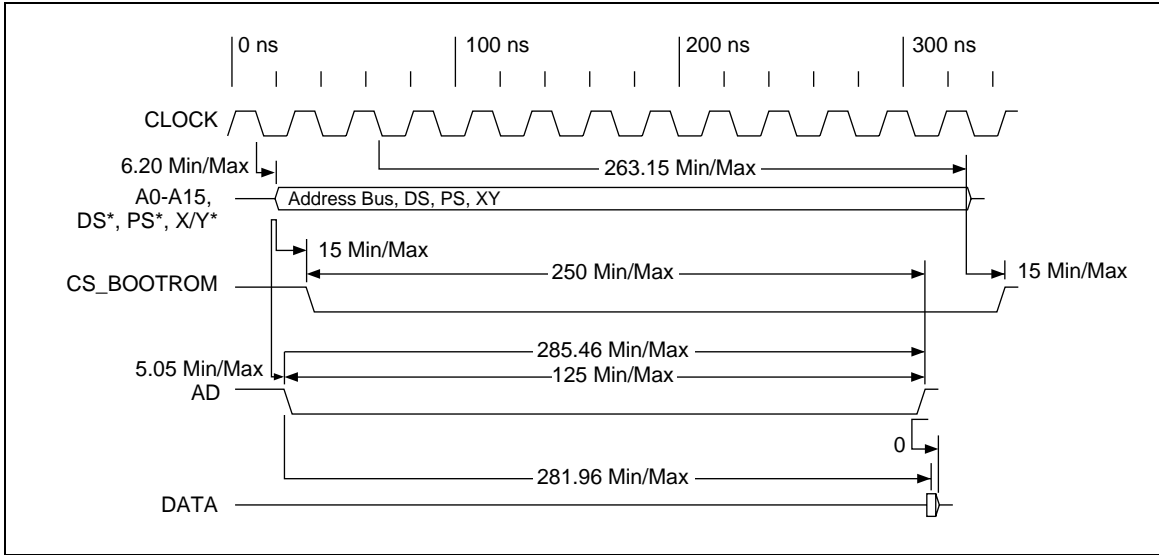 0 ns
100 ns
200 ns
300 ns
CLOCK
6.20 Min/Max
263.15 Min/Max
A0-A15,
DS*, PS*, X/Y*
Address Bus, DS, PS, XY
15 Min/Max
250 Min/Max
15 Min/Max
CS_BOOTROM
285.46 Min/Max
5.05 Min/Max
125 Min/Max
AD
0
281.96 Min/Max
DATA